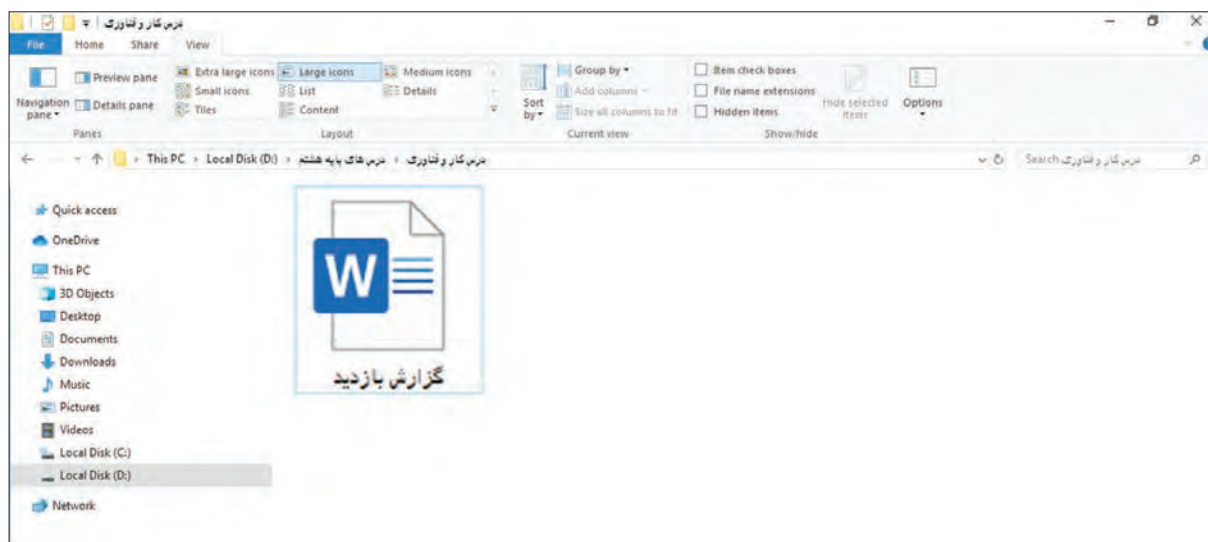 درس کار و فناوری
File Home Share View
Navigation pane
Preview pane
Details pane
Panes
Extra large icons Large icons Medium icons
Small icons List Details
Tiles Content
Layout
Sort by
Group by
Add columns
Size all columns to fit
Current view
Item check boxes
File name extensions
Hidden items
Hide selected items
Show/hide
Options
This PC › Local Disk (D:) › درس های پایه هشتم › درس کار و فناوری
Search درس کار و فناوری
Quick access
OneDrive
This PC
3D Objects
Desktop
Documents
Downloads
Music
Pictures
Videos
Local Disk (C:)
Local Disk (D:)
Network
W
گزارش بازدید